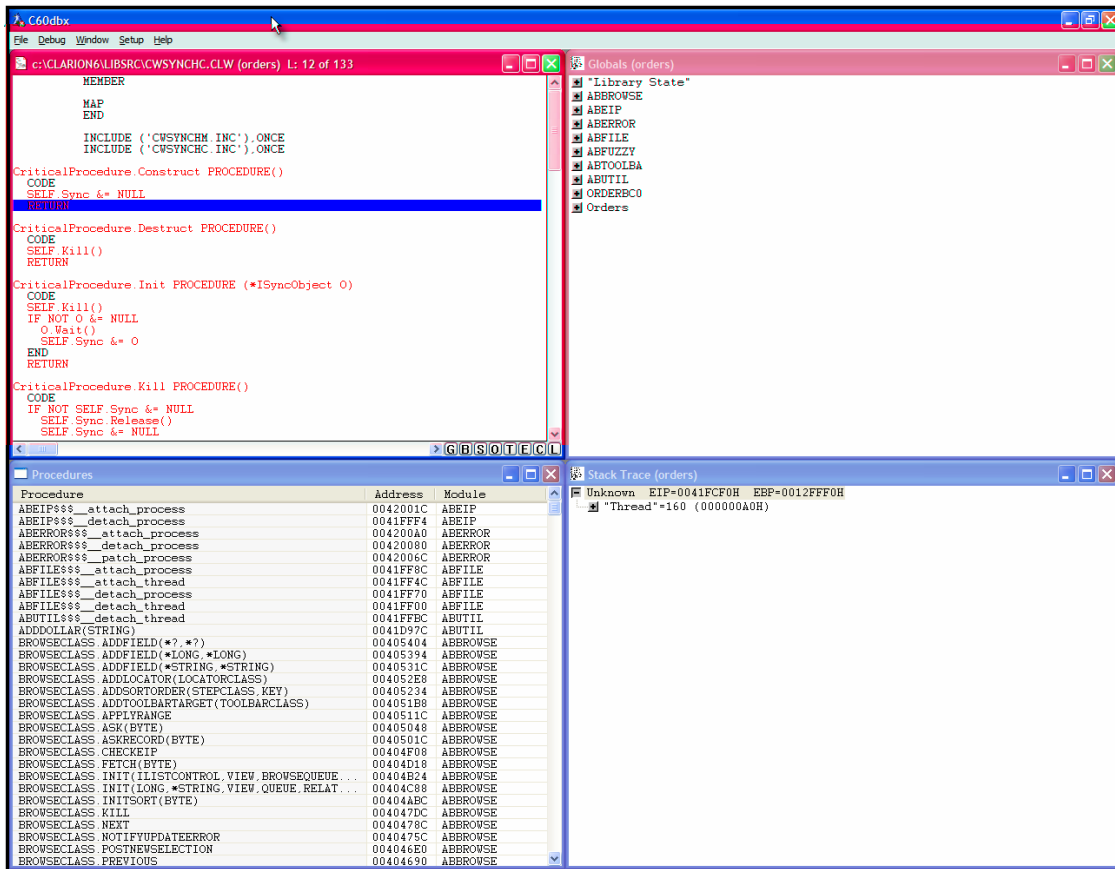 C60dbx
File Debug Window Setup Help
c:\CLARION6\LIBSRC\CWSYNCHC.CLW (orders) L: 12 of 133
MEMBER
MAP
END
INCLUDE ('CWSYNCHM.INC'),ONCE
INCLUDE ('CWSYNCHC.INC'),ONCE
CriticalProcedure.Construct PROCEDURE()
CODE
SELF.Sync &= NULL
RETURN
CriticalProcedure.Destruct PROCEDURE()
CODE
SELF.Kill()
RETURN
CriticalProcedure.Init PROCEDURE (*ISyncObject O)
CODE
SELF.Kill()
IF NOT O &= NULL
O.Wait()
SELF.Sync &= O
END
RETURN
CriticalProcedure.Kill PROCEDURE()
CODE
IF NOT SELF.Sync &= NULL
SELF.Sync.Release()
SELF.Sync &= NULL
G B S O T E C L
Globals (orders)
"Library State"
ABBROWSE
ABEIP
ABERROR
ABFILE
ABFUZZY
ABTOOLBA
ABUTIL
ORDERBC0
Orders
Procedures
Procedure Address Module
ABEIP$$$__attach_process 0042001C ABEIP
ABEIP$$$__detach_process 0041FFF4 ABEIP
ABERROR$$$__attach_process 004200A0 ABERROR
ABERROR$$$__detach_process 00420080 ABERROR
ABERROR$$$__patch_process 0042006C ABERROR
ABFILE$$$__attach_process 0041FF8C ABFILE
ABFILE$$$__attach_thread 0041FF4C ABFILE
ABFILE$$$__detach_process 0041FF70 ABFILE
ABFILE$$$__detach_thread 0041FF00 ABFILE
ABUTIL$$$__detach_thread 0041FFBC ABUTIL
ADDDOLLAR(STRING) 0041D97C ABUTIL
BROWSECLASS.ADDFIELD(*?,*?) 00405404 ABBROWSE
BROWSECLASS.ADDFIELD(*LONG,*LONG) 00405394 ABBROWSE
BROWSECLASS.ADDFIELD(*STRING,*STRING) 0040531C ABBROWSE
BROWSECLASS.ADDLOCATOR(LOCATORCLASS) 004052E8 ABBROWSE
BROWSECLASS.ADDSORTORDER(STEPCLASS,KEY) 00405234 ABBROWSE
BROWSECLASS.ADDTOOLBARTARGET(TOOLBARCLASS) 004051B8 ABBROWSE
BROWSECLASS.APPLYRANGE 0040511C ABBROWSE
BROWSECLASS.ASK(BYTE) 00405048 ABBROWSE
BROWSECLASS.ASKRECORD(BYTE) 0040501C ABBROWSE
BROWSECLASS.CHECKEIP 00404F08 ABBROWSE
BROWSECLASS.FETCH(BYTE) 00404D18 ABBROWSE
BROWSECLASS.INIT(ILISTCONTROL,VIEW,BROWSEQUEUE... 00404B24 ABBROWSE
BROWSECLASS.INIT(LONG,*STRING,VIEW,QUEUE,RELAT... 00404C88 ABBROWSE
BROWSECLASS.INITSORT(BYTE) 00404ABC ABBROWSE
BROWSECLASS.KILL 004047DC ABBROWSE
BROWSECLASS.NEXT 0040478C ABBROWSE
BROWSECLASS.NOTIFYUPDATEERROR 0040475C ABBROWSE
BROWSECLASS.POSTNEWSELECTION 004046E0 ABBROWSE
BROWSECLASS.PREVIOUS 00404690 ABBROWSE
Stack Trace (orders)
Unknown EIP=0041FCF0H EBP=0012FFF0H
"Thread"=160 (000000A0H)